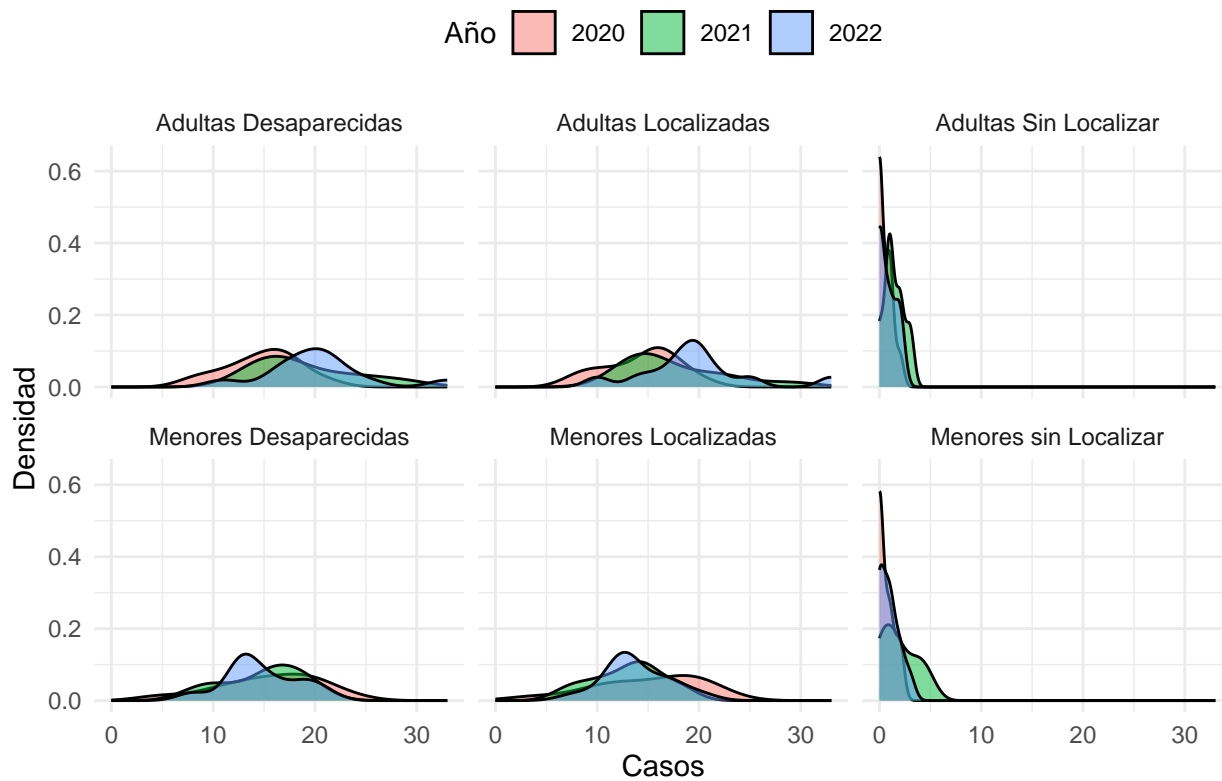 Año 2020 2021 2022
Adultas Desaparecidas Adultas Localizadas Adultas Sin Localizar
0.6
0.4
0.2
0.0
Menores Desaparecidas Menores Localizadas Menores sin Localizar
0.6
0.4
0.2
0.0
0 10 20 30 0 10 20 30 0 10 20 30
Casos
Densidad